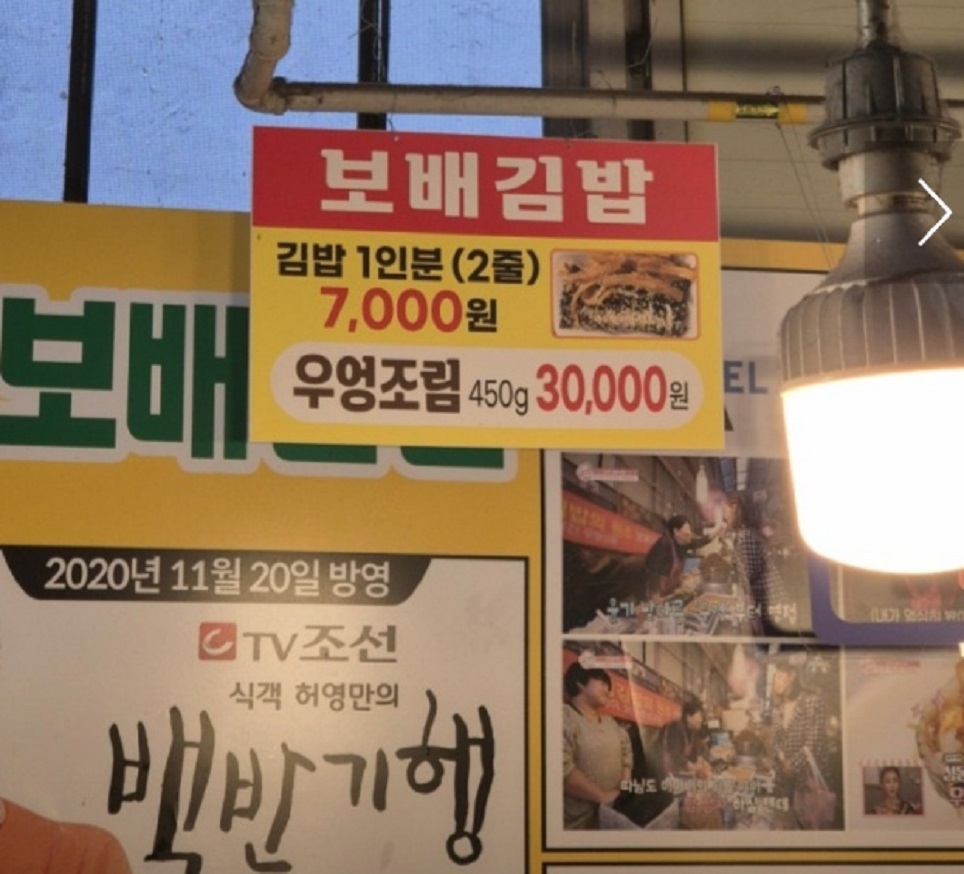 보배김밥
김밥 1인분 (2줄)
7,000원
우엉조림 450g 30,000원
보배
EL
2020년 11월 20일 방영
TV조선
식객 허영만의
백반기행